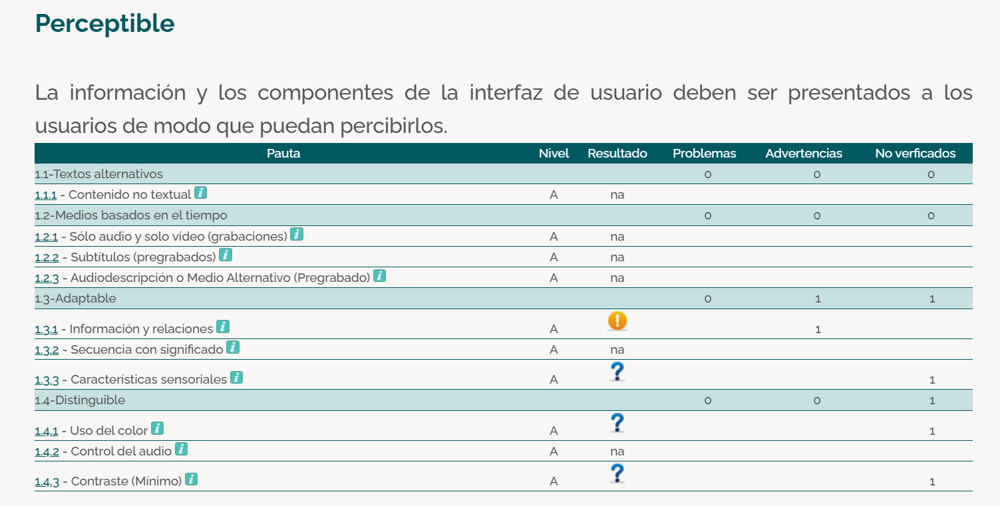 Perceptible
La información y los componentes de la interfaz de usuario deben ser presentados a los
usuarios de modo que puedan percibirlos.
Pauta Nivel Resultado Problemas Advertencias No verficados
1.1-Textos alternativos 0 0 0
1.1.1 - Contenido no textual i A na
1.2-Medios basados en el tiempo 0 0 0
1.2.1 - Sólo audio y solo vídeo (grabaciones) i A na
1.2.2 - Subtítulos (pregrabados) i A na
1.2.3 - Audiodescripción o Medio Alternativo (Pregrabado) i A na
1.3-Adaptable 0 1 1
1.3.1 - Información y relaciones i A ! 1
1.3.2 - Secuencia con significado i A na
1.3.3 - Características sensoriales i A ? 1
1.4-Distinguible 0 0 1
1.4.1 - Uso del color i A ? 1
1.4.2 - Control del audio i A na
1.4.3 - Contraste (Mínimo) i A ? 1